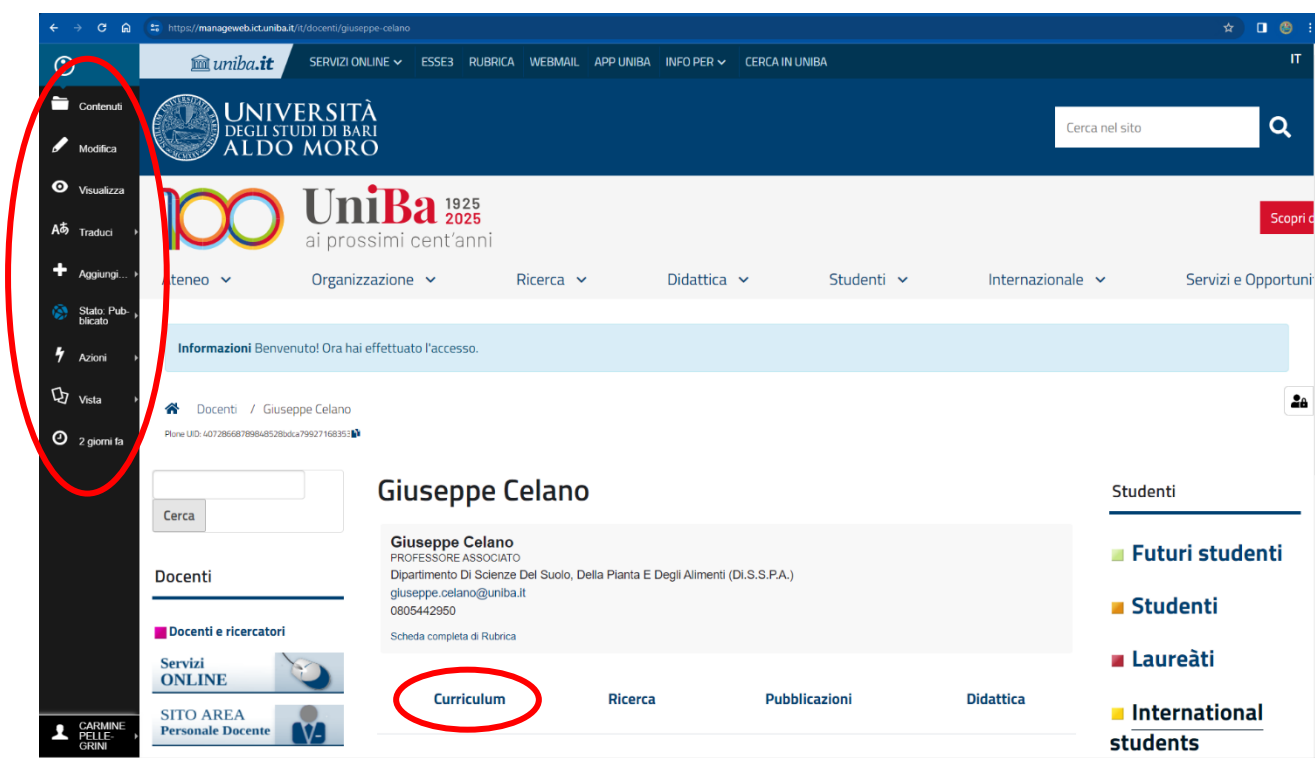 https://manageweb.ict.uniba.it/it/docenti/giuseppe-celano
uniba.it
SERVIZI ONLINE
ESSE3
RUBRICA
WEBMAIL
APP UNIBA
INFO PER
CERCA IN UNIBA
IT
Contenuti
Modifica
Visualizza
Traduci
Aggiungi...
Stato: Pub-
blicato
Azioni
Vista
2 giorni fa
CARMINE
PELLE-
GRINI
UNIVERSITÀ
DEGLI STUDI DI BARI
ALDO MORO
Cerca nel sito
100
UniBa 1925
2025
ai prossimi cent'anni
Scopri c
Ateneo
Organizzazione
Ricerca
Didattica
Studenti
Internazionale
Servizi e Opportuni
Informazioni Benvenuto! Ora hai effettuato l'accesso.
Docenti / Giuseppe Celano
Cerca
Docenti
Docenti e ricercatori
Servizi
ONLINE
SITO AREA
Personale Docente
Giuseppe Celano
Giuseppe Celano
PROFESSORE ASSOCIATO
Dipartimento Di Scienze Del Suolo, Della Pianta E Degli Alimenti (Di.S.S.P.A.)
giuseppe.celano@uniba.it
0805442950
Scheda completa di Rubrica
Curriculum
Ricerca
Pubblicazioni
Didattica
Studenti
Futuri studenti
Studenti
Laureàti
International
students